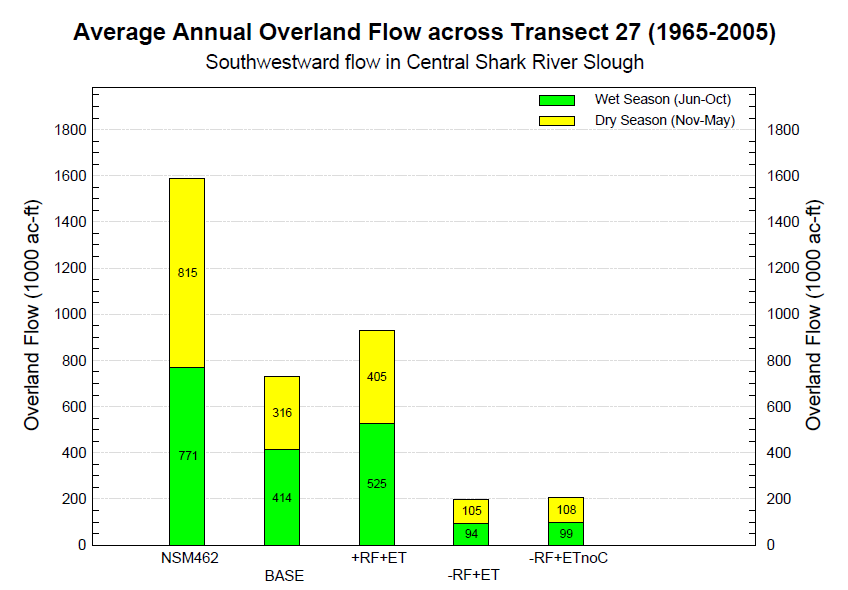 Average Annual Overland Flow across Transect 27 (1965-2005)
Southwestward flow in Central Shark River Slough
Wet Season (Jun-Oct)
Dry Season (Nov-May)
Overland Flow (1000 ac-ft)
1800
1600
1400
1200
1000
800
600
400
200
0
815
771
316
414
405
525
105
94
108
99
1800
1600
1400
1200
1000
800
600
400
200
0
Overland Flow (1000 ac-ft)
NSM462
BASE
+RF+ET
-RF+ET
-RF+ETnoC